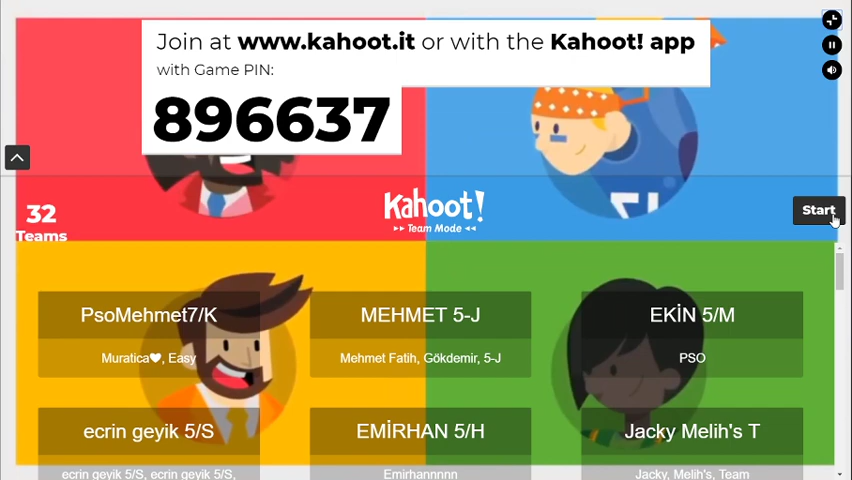 Join at www.kahoot.it or with the Kahoot! app
with Game PIN:
896637
32
Teams
Kahoot!
Team Mode
Start
PsoMehmet7/K
MEHMET 5-J
EKİN 5/M
Muratica♥, Easy
Mehmet Fatih, Gökdemir, 5-J
PSO
ecrin geyik 5/S
EMİRHAN 5/H
Jacky Melih's T
ecrin geyik 5/S, ecrin geyik 5/S,
Emirhannnnn
Jacky, Melih's, Team